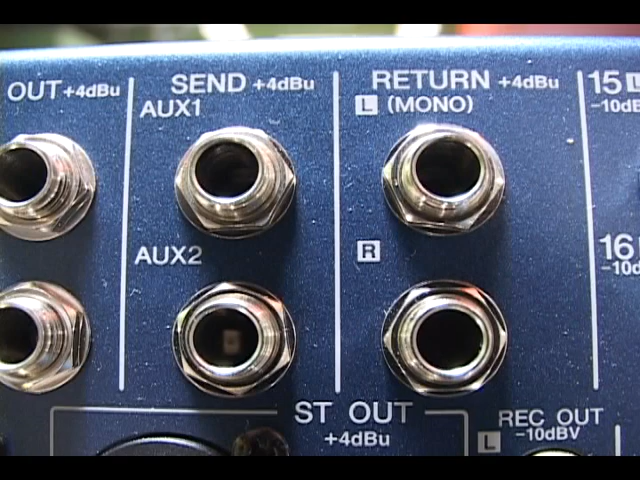 OUT +4dBu
SEND +4dBu
RETURN +4dBu
15 L
AUX1
L (MONO)
AUX2
R
16
ST OUT
+4dBu
REC OUT
L -10dBV